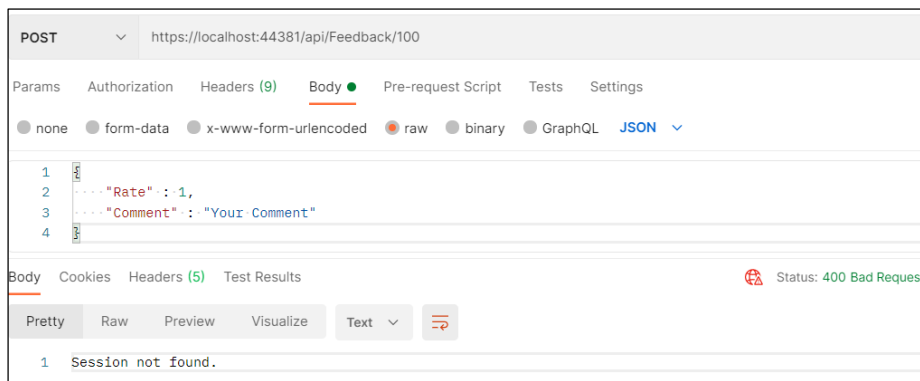 POST https://localhost:44381/api/Feedback/100
Params Authorization Headers (9) Body Pre-request Script Tests Settings
none form-data x-www-form-urlencoded raw binary GraphQL JSON
1 {
2 "Rate" : 1,
3 "Comment" : "Your Comment"
4 }
Body Cookies Headers (5) Test Results Status: 400 Bad Reques
Pretty Raw Preview Visualize Text
1 Session not found.